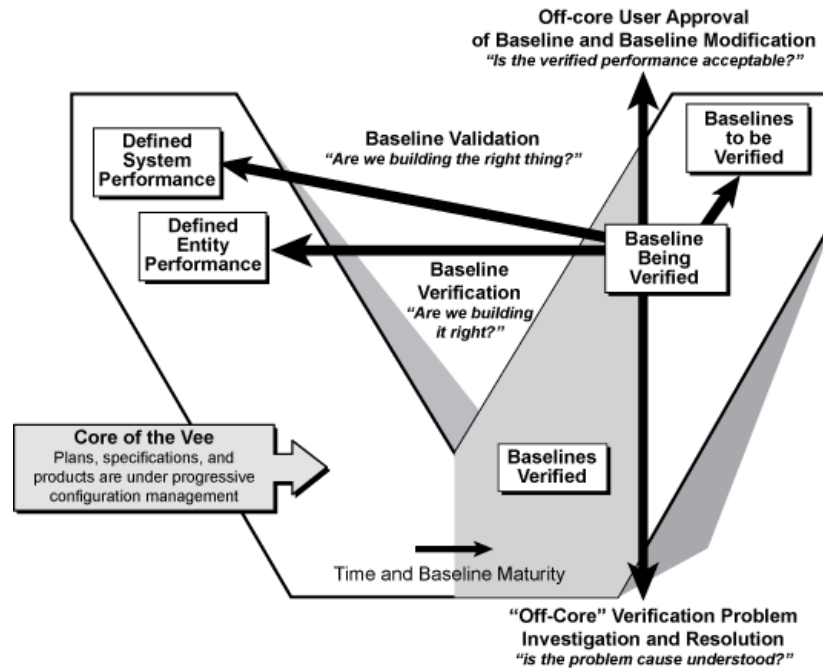 Off-core User Approval
of Baseline and Baseline Modification
“Is the verified performance acceptable?”
Defined
System
Performance
Baseline Validation
“Are we building the right thing?”
Baselines
to be
Verified
Defined
Entity
Performance
Baseline
Being
Verified
Baseline
Verification
“Are we building
it right?”
Core of the Vee
Plans, specifications, and
products are under progressive
configuration management
Baselines
Verified
Time and Baseline Maturity
“Off-Core” Verification Problem
Investigation and Resolution
“is the problem cause understood?”